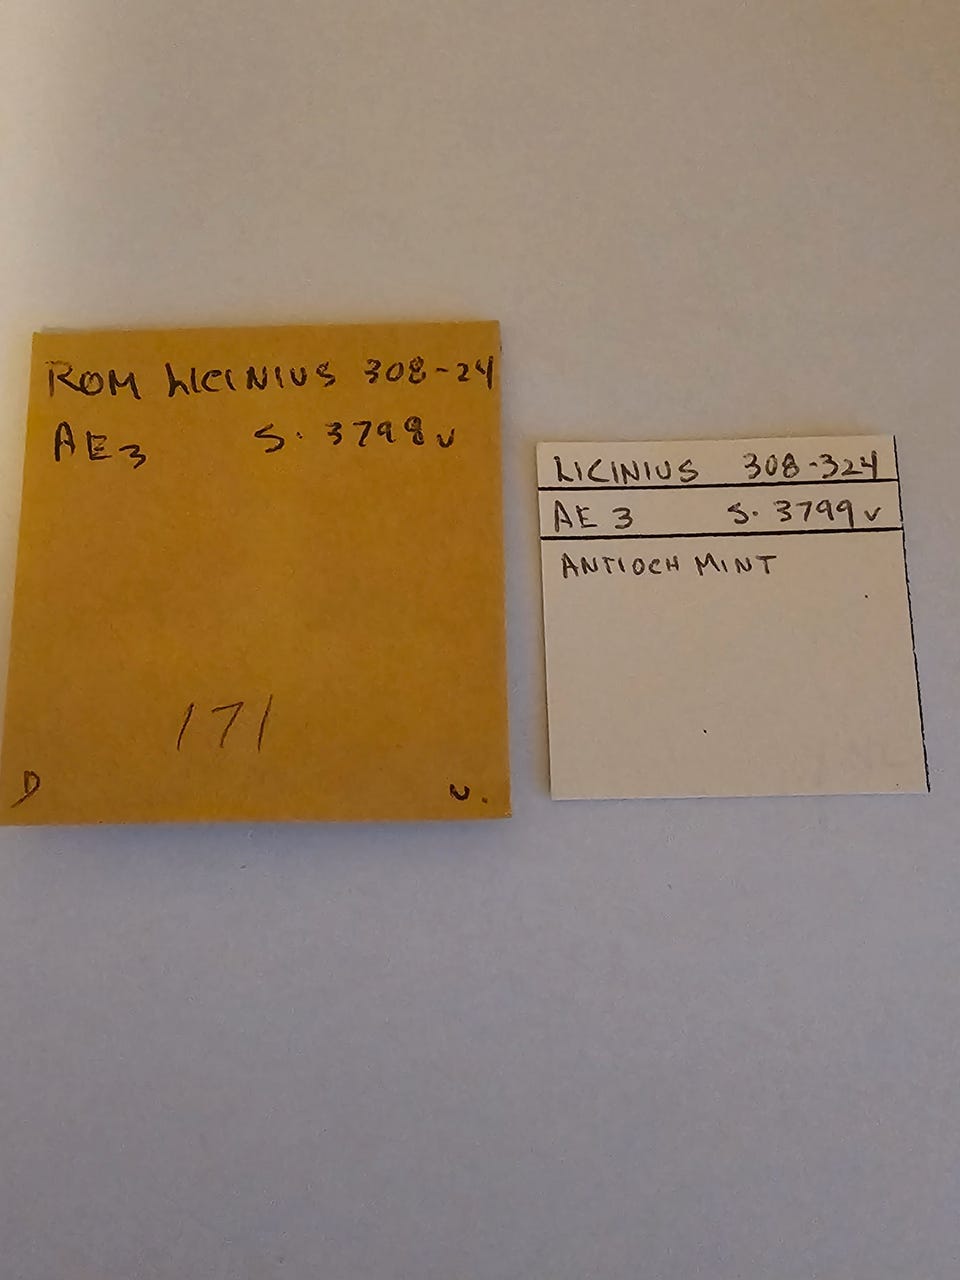 ROM LICINIUS 308-24
AE3 S. 3798v
171
D v.
LICINIUS 308-324
AE 3 S. 3799v
ANTIOCH MINT